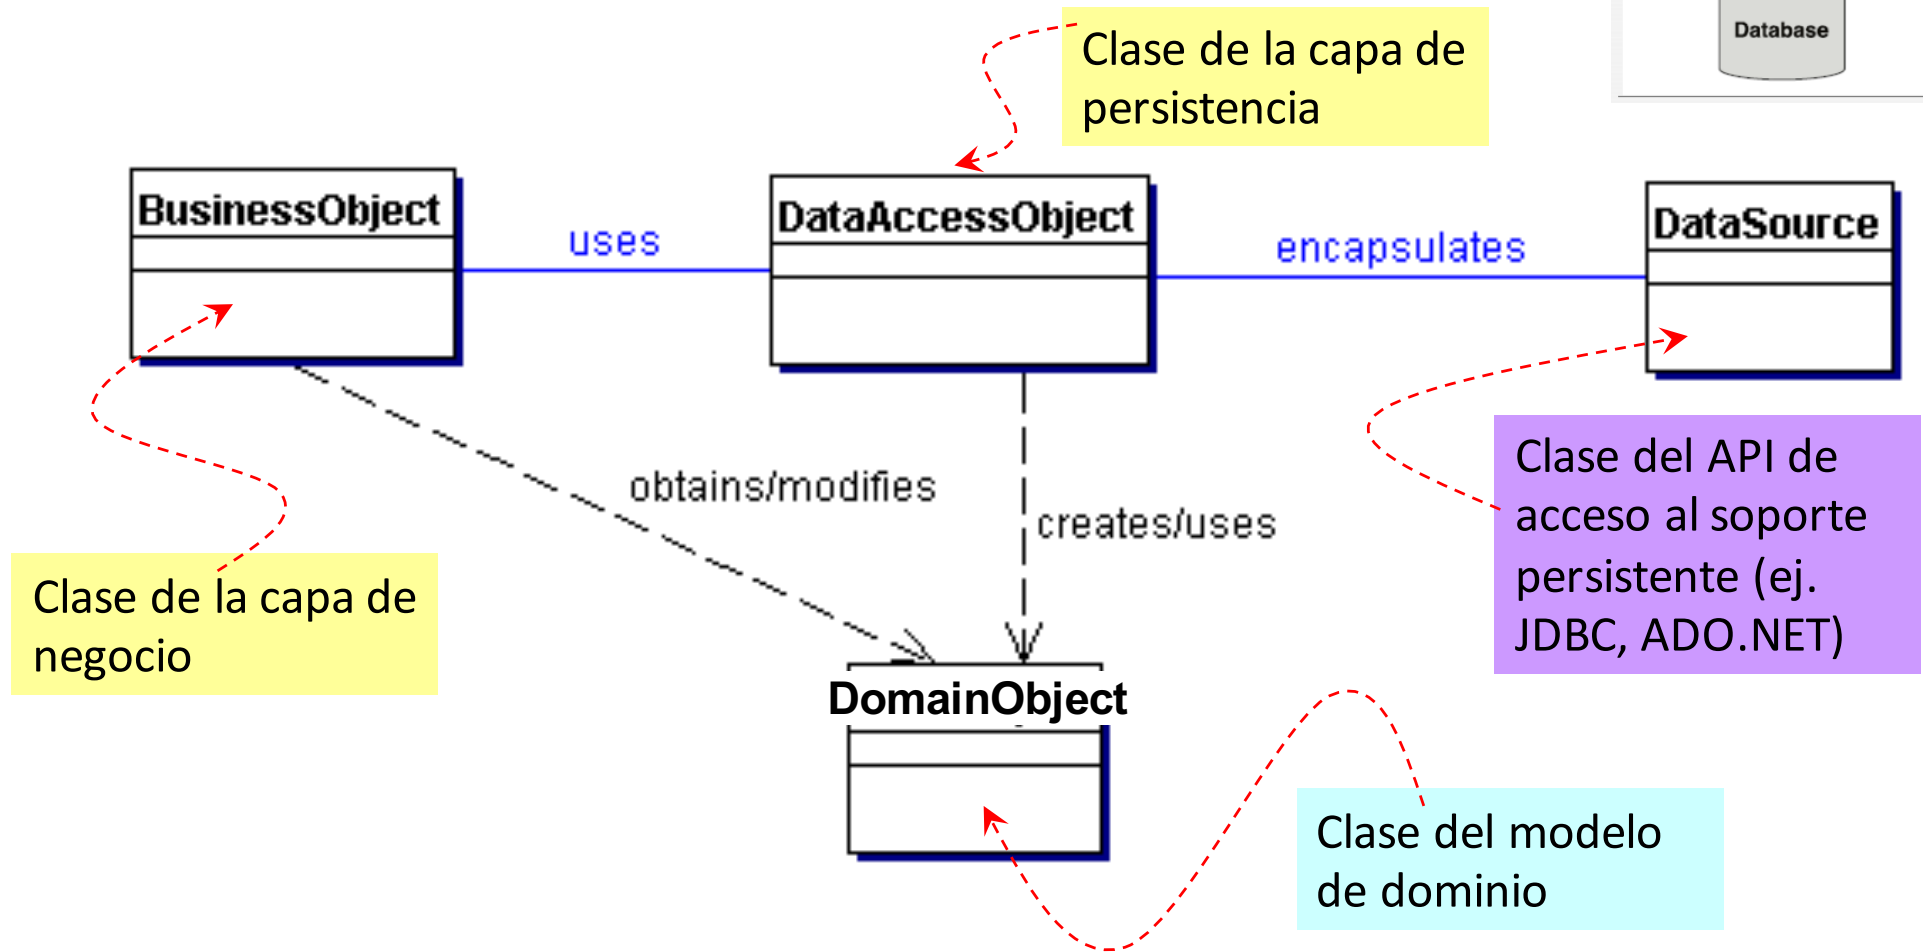 Database
Clase de la capa de
persistencia
BusinessObject
uses
DataAccessObject
encapsulates
DataSource
obtains/modifies
creates/uses
Clase de la capa de
negocio
Clase del API de
acceso al soporte
persistente (ej.
JDBC, ADO.NET)
DomainObject
Clase del modelo
de dominio